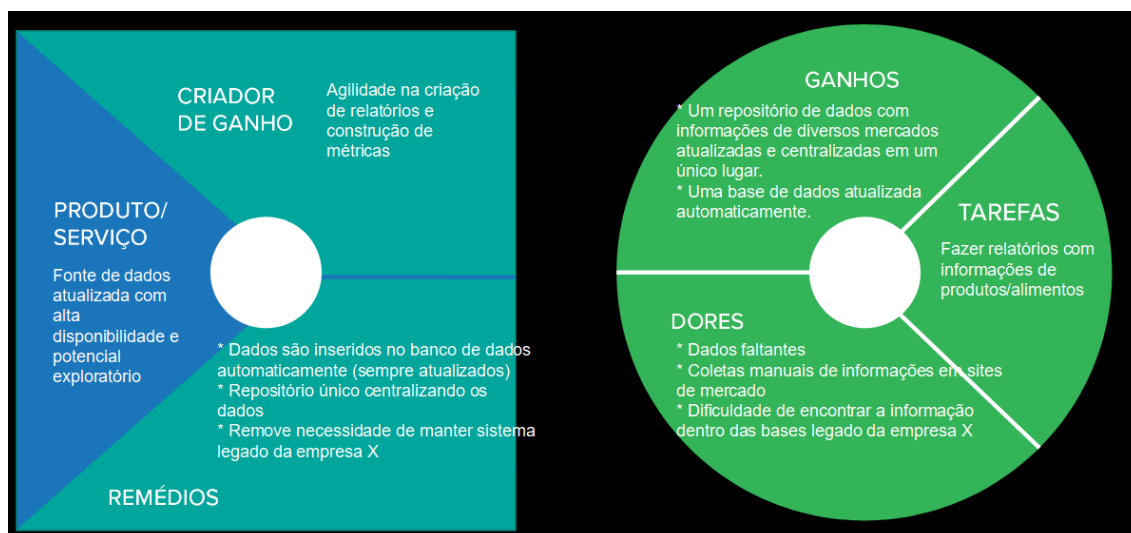 CRIADOR
DE GANHO
Agilidade na criação
de relatórios e
construção de
métricas
PRODUTO/
SERVIÇO
Fonte de dados
atualizada com
alta
disponibilidade e
potencial
exploratório
* Dados são inseridos no banco de dados
automaticamente (sempre atualizados)
* Repositório único centralizando os
dados
* Remove necessidade de manter sistema
legado da empresa X
REMÉDIOS
GANHOS
* Um repositório de dados com
informações de diversos mercados
atualizadas e centralizadas em um
único lugar.
* Uma base de dados atualizada
automaticamente.
TAREFAS
Fazer relatórios com
informações de
produtos/alimentos
DORES
* Dados faltantes
* Coletas manuais de informações em sites
de mercado
* Dificuldade de encontrar a informação
dentro das bases legado da empresa X